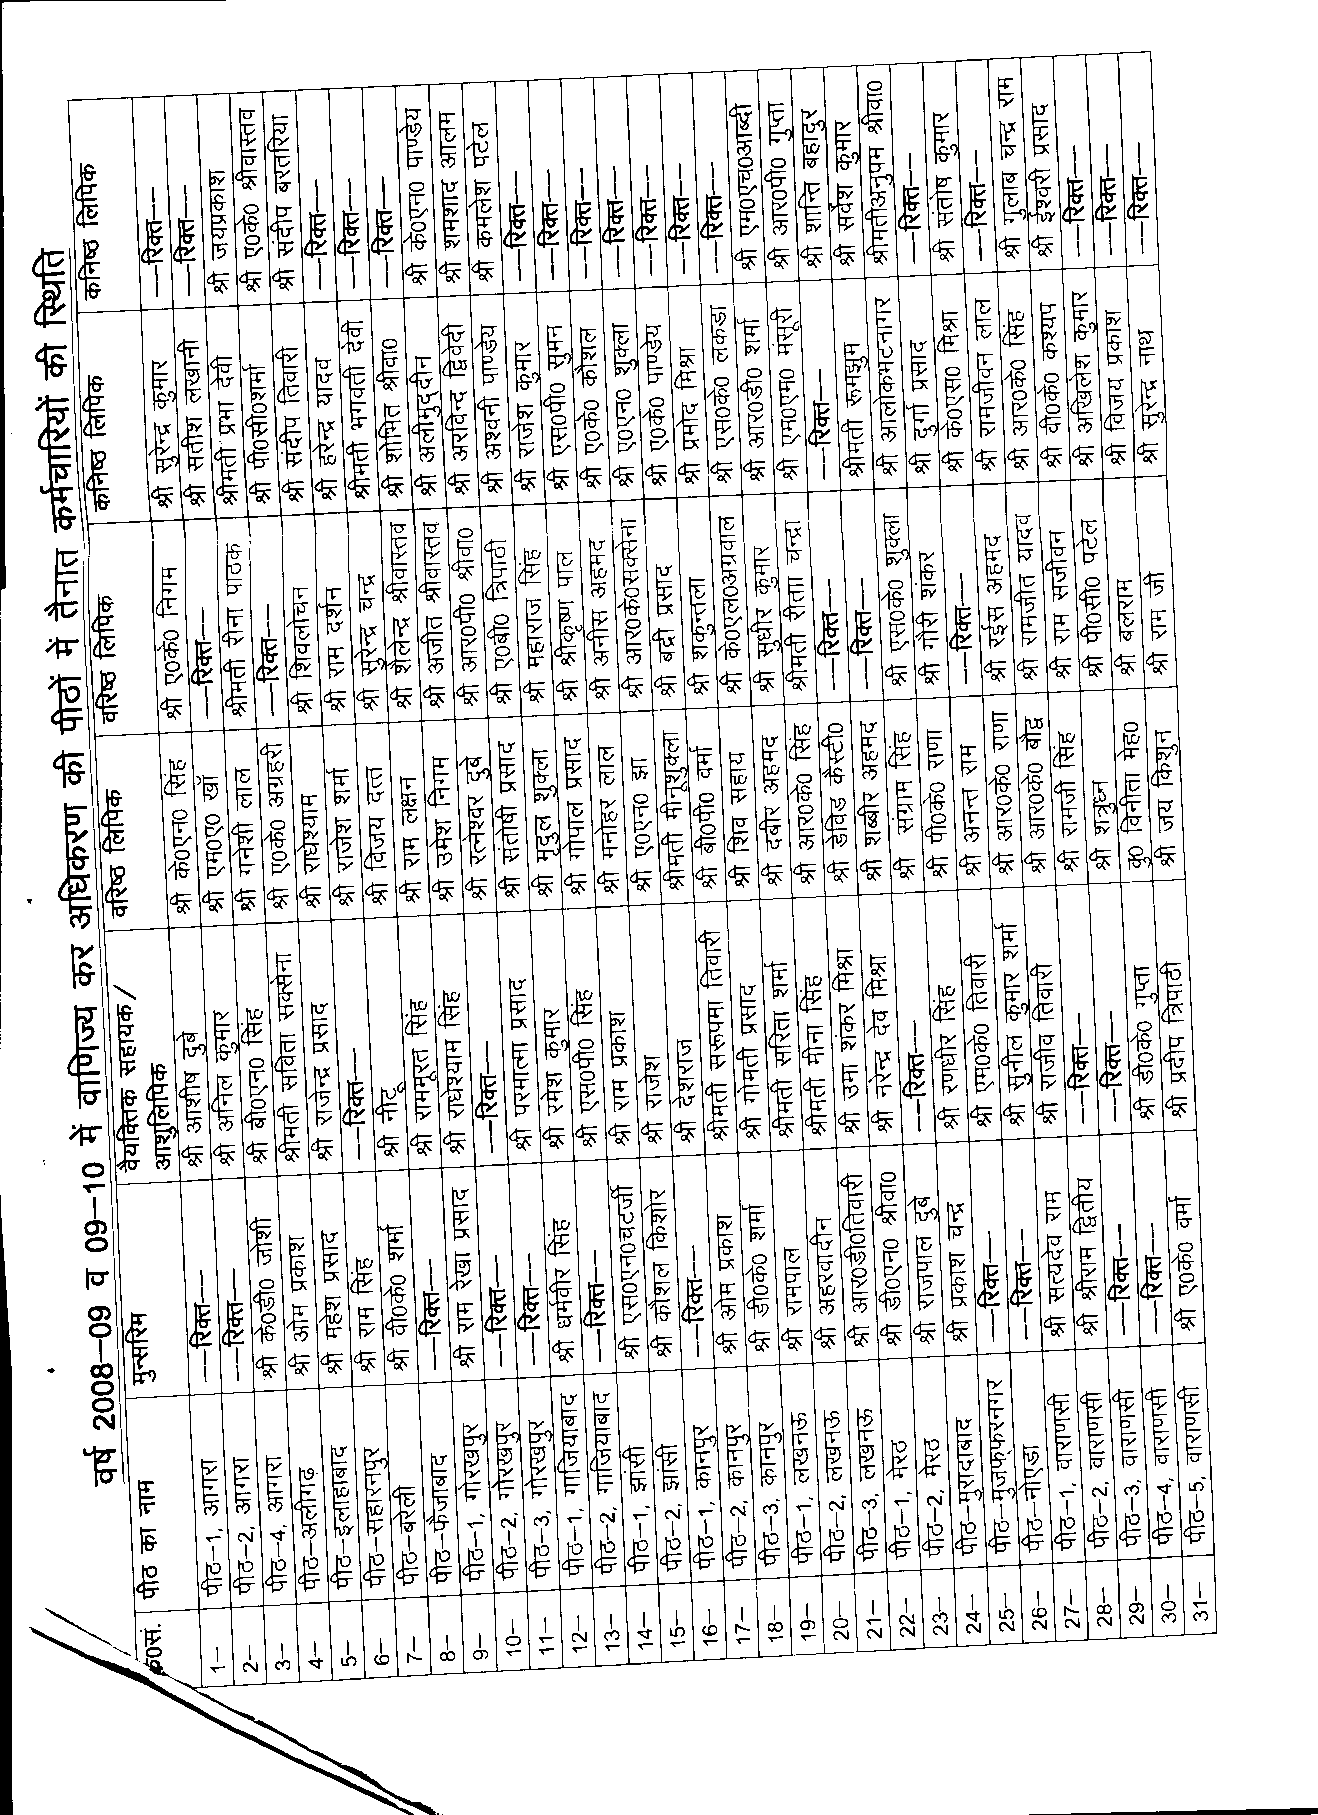 वर्ष 2008–09 व 09–10 में वाणिज्य कर अधिकरण की पीठों में तैनात कर्मचारियों की स्थिति
क0सं. पीठ का नाम मुन्सरिम वैयक्तिक सहायक/ आशुलिपिक वरिष्ठ लिपिक वरिष्ठ लिपिक कनिष्ठ लिपिक कनिष्ठ लिपिक
1– पीठ–1, आगरा ––रिक्त–– श्री आशीष दुबे श्री के0एन0 सिंह श्री ए0के0 निगम श्री सुरेन्द्र कुमार ––रिक्त––
2– पीठ–2, आगरा ––रिक्त–– श्री अनिल कुमार श्री एम0ए0 खॉ ––रिक्त–– श्री सतीश लखानी ––रिक्त––
3– पीठ–4, आगरा श्री के0डी0 जोशी श्री बी0एन0 सिंह श्री गनेशी लाल श्रीमती रीना पाठक श्रीमती प्रभा देवी श्री जयप्रकाश
4– पीठ–अलीगढ़ श्री ओम प्रकाश श्रीमती सविता सक्सेना श्री ए0के0 अग्रहरी ––रिक्त–– श्री पी0सी0शर्मा श्री ए0के0 श्रीवास्तव
5– पीठ–इलाहाबाद श्री महेश प्रसाद श्री राजेन्द्र प्रसाद श्री राधेश्याम श्री शिवलोचन श्री संदीप तिवारी श्री संदीप बरतरिया
6– पीठ–सहारनपुर श्री राम सिंह ––रिक्त–– श्री राजेश शर्मा श्री राम दर्शन श्री हरेन्द्र यादव ––रिक्त––
7– पीठ–बरेली श्री वी0के0 शर्मा श्री नीटू श्री विजय दत्त श्री सुरेन्द्र चन्द्र श्रीमती भगवती देवी ––रिक्त––
8– पीठ–फैजाबाद ––रिक्त–– श्री राममूरत सिंह श्री राम लक्षन श्री शैलेन्द्र श्रीवास्तव श्री शोभित श्रीवा0 ––रिक्त––
9– पीठ–1, गोरखपुर श्री राम रेखा प्रसाद श्री राधेश्याम सिंह श्री उमेश निगम श्री अजीत श्रीवास्तव श्री अलीमुद्दीन श्री के0एन0 पाण्डेय
10– पीठ–2, गोरखपुर ––रिक्त–– ––रिक्त–– श्री रत्नेश्वर दुबे श्री आर0पी0 श्रीवा0 श्री अरविन्द द्विवेदी श्री शमशाद आलम
11– पीठ–3, गोरखपुर ––रिक्त–– श्री परमात्मा प्रसाद श्री संतोषी प्रसाद श्री ए0बी0 त्रिपाठी श्री अश्वनी पाण्डेय श्री कमलेश पटेल
12 पीठ–1, गाजियाबाद श्री धर्मवीर सिंह श्री रमेश कुमार श्री मृदुल शुक्ला श्री महाराज सिंह श्री राजेश कुमार ––रिक्त––
13– पीठ–2, गाजियाबाद ––रिक्त–– श्री एस0पी0 सिंह श्री गोपाल प्रसाद श्री श्रीकृष्ण पाल श्री एस0पी0 सुमन ––रिक्त––
14– पीठ–1, झांसी श्री एस0एन0चटर्जी श्री राम प्रकाश श्री मनोहर लाल श्री अनीस अहमद श्री ए0के0 कौशल ––रिक्त––
15– पीठ–2, झांसी श्री कौशल किशोर श्री राजेश श्री ए0एन0 झा श्री आर0के0सक्सेना श्री ए0एन0 शुक्ला ––रिक्त––
16– पीठ–1, कानपुर ––रिक्त–– श्री देशराज श्रीमती मीनूशुक्ला श्री बद्री प्रसाद श्री ए0के0 पाण्डेय ––रिक्त––
17– पीठ–2, कानपुर श्री ओम प्रकाश श्रीमती सरूपमा तिवारी श्री बी0पी0 वर्मा श्री शकुन्तला श्री प्रमोद मिश्रा ––रिक्त––
18 पीठ–3, कानपुर श्री डी0के0 शर्मा श्री गोमती प्रसाद श्री शिव सहाय श्री के0एल0अग्रवाल श्री एस0के0 लकडा ––रिक्त––
19– पीठ–1, लखनऊ श्री रामपाल श्रीमती सरिता शर्मा श्री दबीर अहमद श्री सुधीर कुमार श्री आर0डी0 शर्मा श्री एम0एच0आब्दी
20– पीठ–2, लखनऊ श्री अहरवादीन श्रीमती मीना सिंह श्री आर0के0 सिंह श्रीमती रीता चन्द्रा श्री एम0एम0 मसूरी श्री आर0पी0 गुप्ता
21– पीठ–3, लखनऊ श्री आर0डी0तिवारी श्री उमा शंकर मिश्रा श्री डेविड कैस्टी0 ––रिक्त–– ––रिक्त–– श्री शान्ति बहादुर
22– पीठ–1, मेरठ श्री डी0एन0 श्रीवा0 श्री नरेन्द्र देव मिश्रा श्री शब्बीर अहमद ––रिक्त–– श्रीमती रूमझुम श्री सर्वेश कुमार
23– पीठ–2, मेरठ श्री राजपाल दुबे ––रिक्त–– श्री संग्राम सिंह श्री एस0के0 शुक्ला श्री आलोकभटनागर श्रीमतीअनुपम श्रीवा0
24– पीठ–मुरादाबाद श्री प्रकाश चन्द्र श्री रणधीर सिंह श्री पी0के0 राणा श्री गौरी शंकर श्री दुर्गा प्रसाद ––रिक्त––
25– पीठ–मुजफ्फरनगर ––रिक्त–– श्री एम0के0 तिवारी श्री अनन्त राम ––रिक्त–– श्री के0एस0 मिश्रा श्री संतोष कुमार
26– पीठ–नोएडा ––रिक्त–– श्री सुनील कुमार शर्मा श्री आर0के0 राणा श्री रईस अहमद श्री रामजीवन लाल ––रिक्त––
27– पीठ–1, वाराणसी श्री सत्यदेव राम श्री राजीव तिवारी श्री आर0के0 बौद्व श्री रामजीत यादव श्री आर0के0 सिंह श्री गुलाब चन्द्र राम
28– पीठ–2, वाराणसी श्री श्रीराम द्वितीय ––रिक्त–– श्री रामजी सिंह श्री राम सजीवन श्री वी0के0 कश्यप श्री ईश्वरी प्रसाद
29– पीठ–3, वाराणसी ––रिक्त–– ––रिक्त–– श्री शत्रुघ्न श्री पी0सी0 पटेल श्री अखिलेश कुमार ––रिक्त––
30– पीठ–4, वाराणसी ––रिक्त–– श्री डी0के0 गुप्ता कु0 विनीता मेह0 श्री बलराम श्री विजय प्रकाश ––रिक्त––
31– पीठ–5, वाराणसी श्री ए0के0 वर्मा श्री प्रदीप त्रिपाठी श्री जय किशुन श्री राम जी श्री सुरेन्द्र नाथ ––रिक्त––